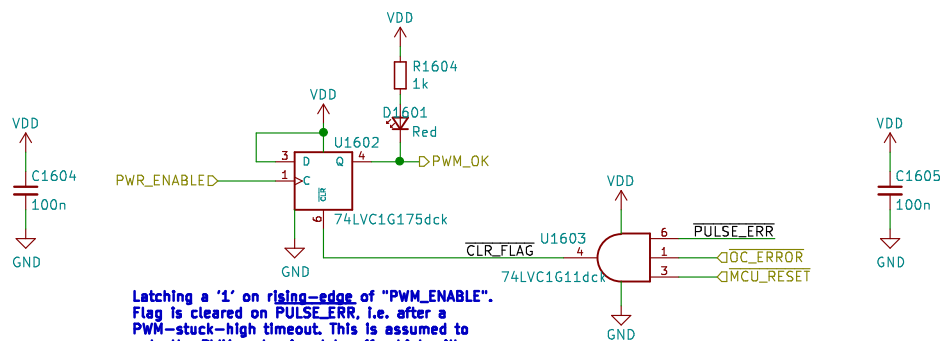 VDD
R1604
1k
VDD
D1601
Red
VDD
VDD
U1602
3
D
Q
4
PWM_OK
C1604
100n
PWR_ENABLE
1
C
CLR
VDD
C1605
100n
6
74LVC1G175dck
GND
GND
GND
CLR_FLAG
U1603
4
6
PULSE_ERR
1
OC_ERROR
74LVC1G11dck
3
MCU_RESET
GND
Latching a '1' on rising-edge of "PWM_ENABLE".
Flag is cleared on PULSE_ERR, i.e. after a
PWM-stuck-high timeout. This is assumed to